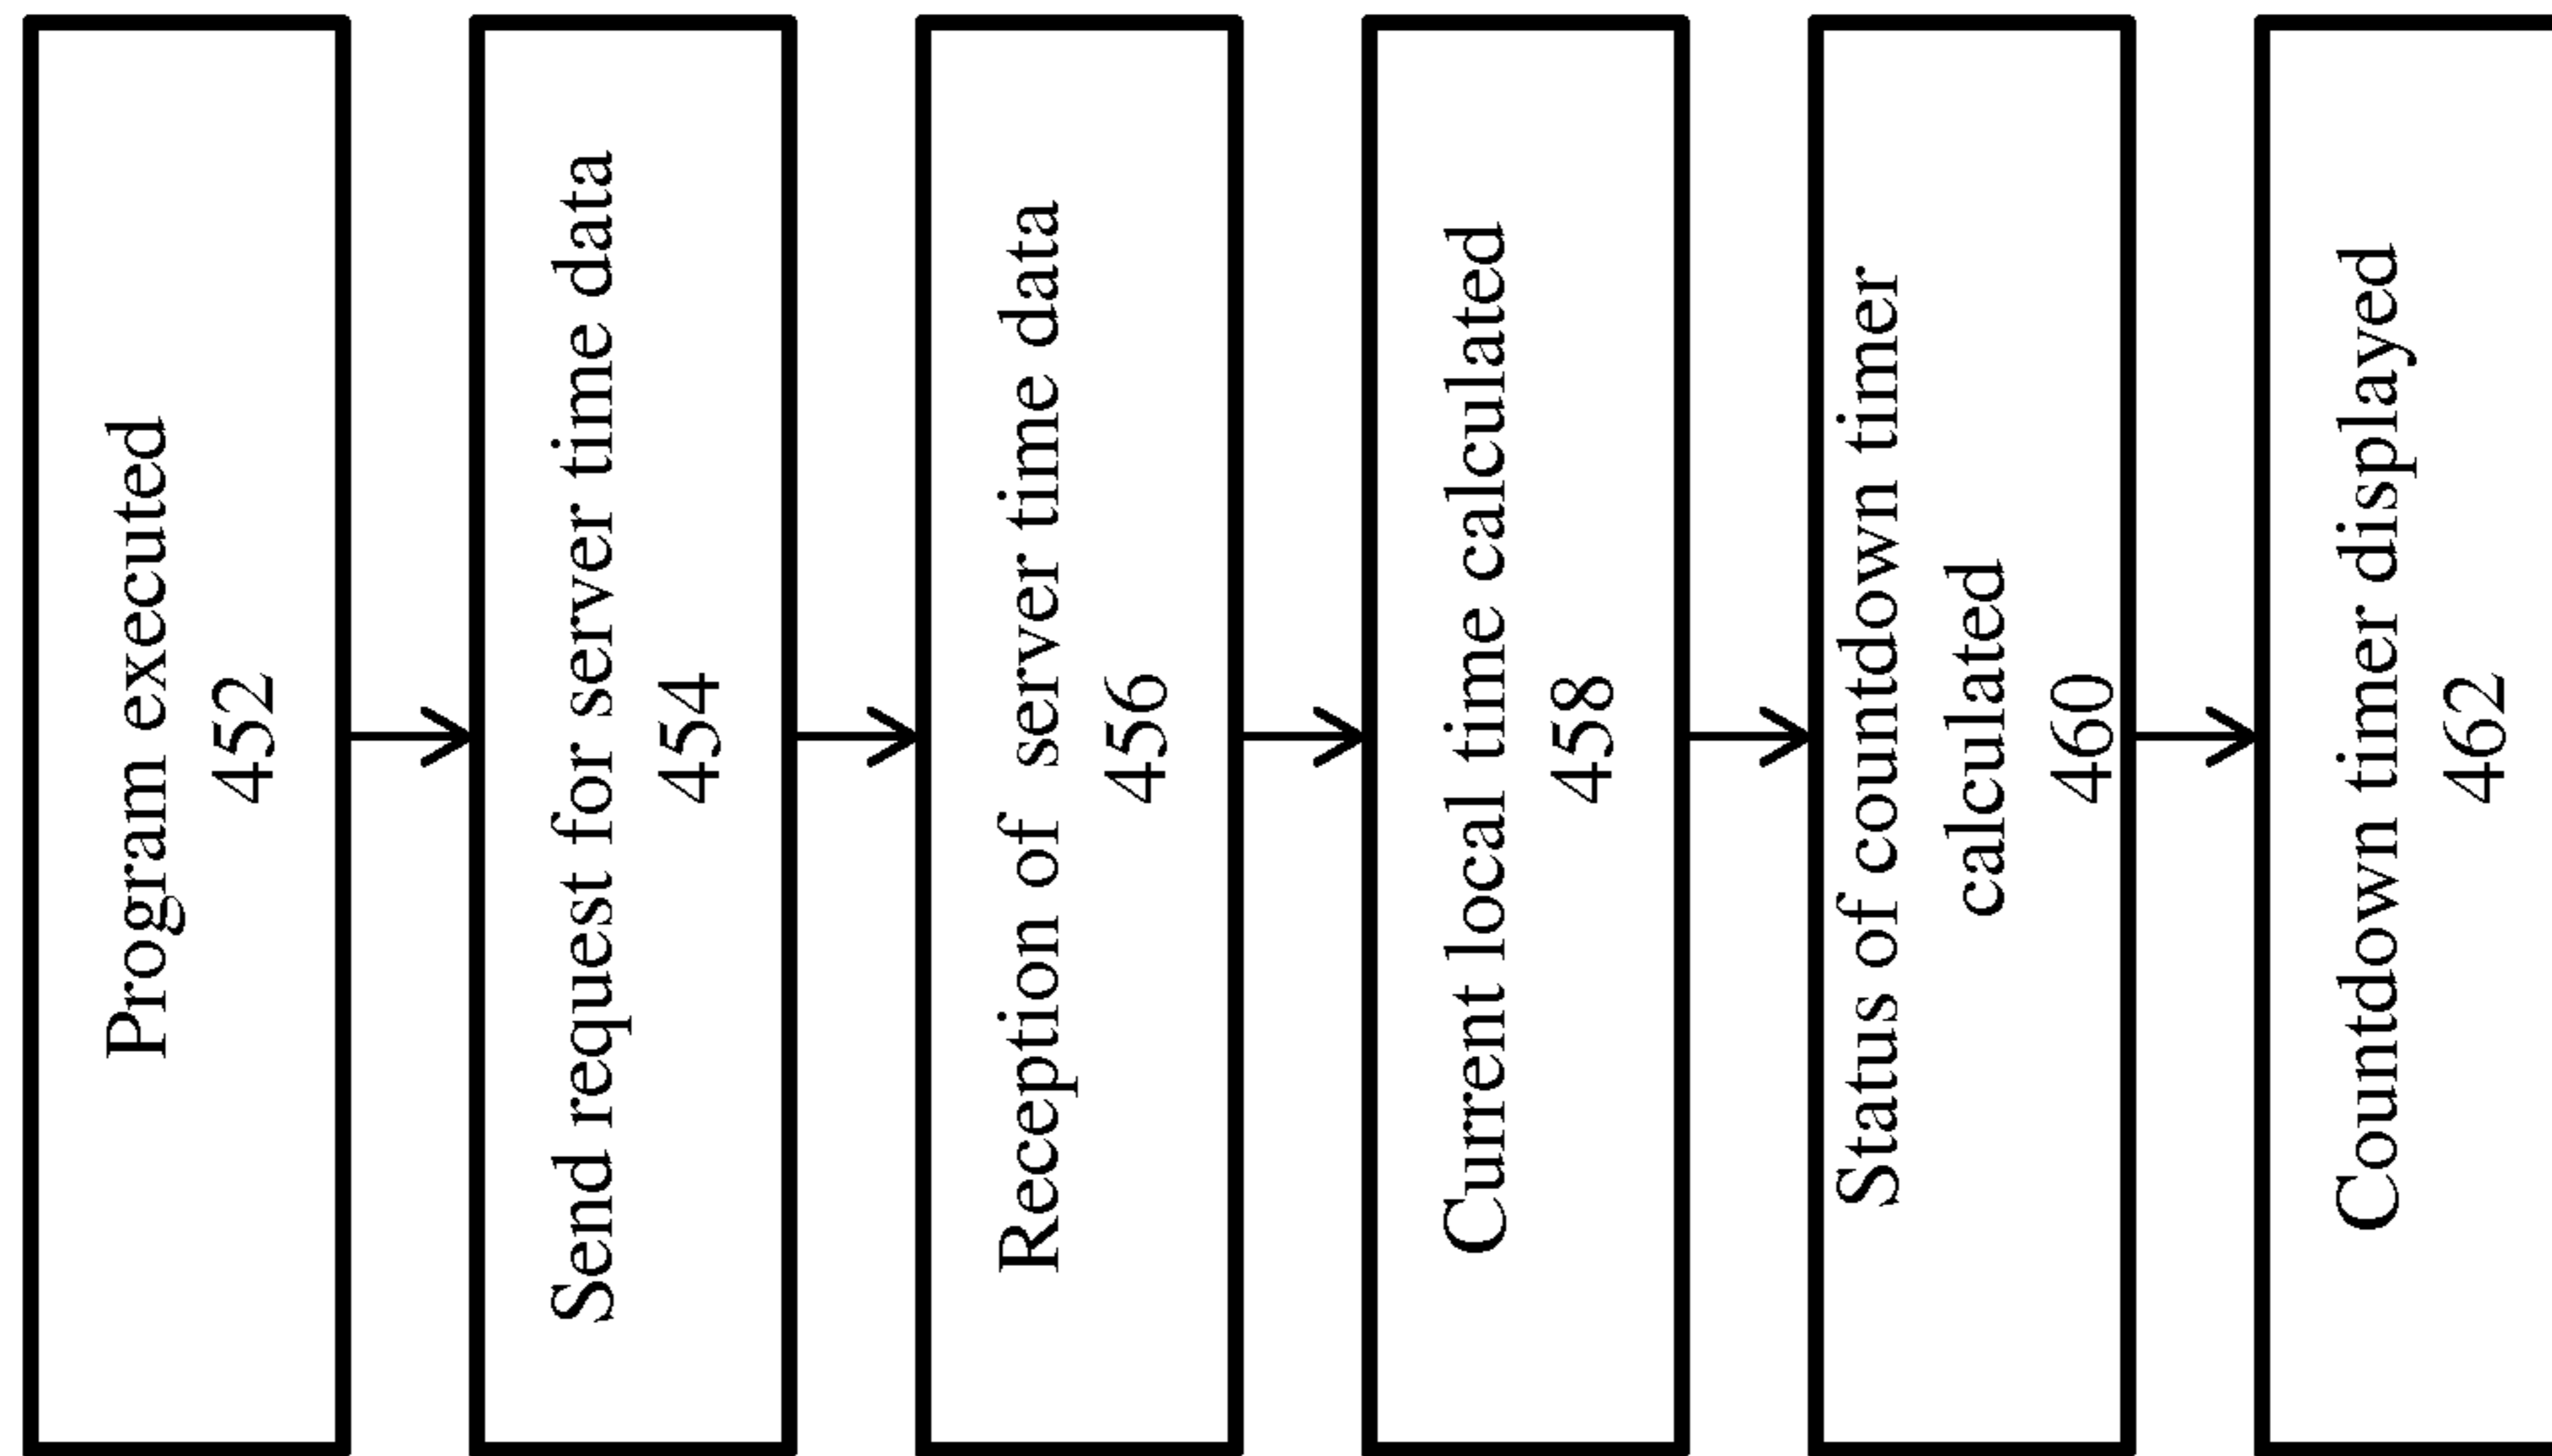 Program executed
452
Send request for server time data
454
Reception of server time data
456
Current local time calculated
458
Status of countdown timer
calculated
460
Countdown timer displayed
462